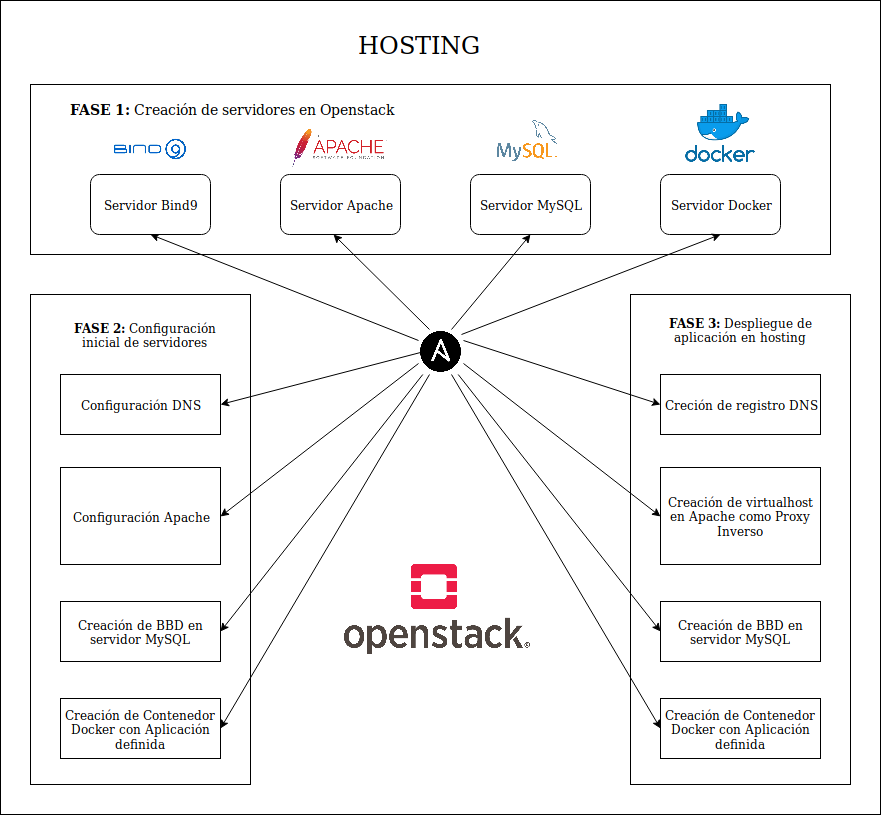 HOSTING
FASE 1: Creación de servidores en Openstack
BIND 9
APACHE
SOFTWARE FOUNDATION
MySQL
docker
Servidor Bind9
Servidor Apache
Servidor MySQL
Servidor Docker
FASE 2: Configuración
inicial de servidores
Configuración DNS
Configuración Apache
Creación de BBD en
servidor MySQL
Creación de Contenedor
Docker con Aplicación
definida
A
openstack
FASE 3: Despliegue de
aplicación en hosting
Creción de registro DNS
Creación de virtualhost
en Apache como Proxy
Inverso
Creación de BBD en
servidor MySQL
Creación de Contenedor
Docker con Aplicación
definida